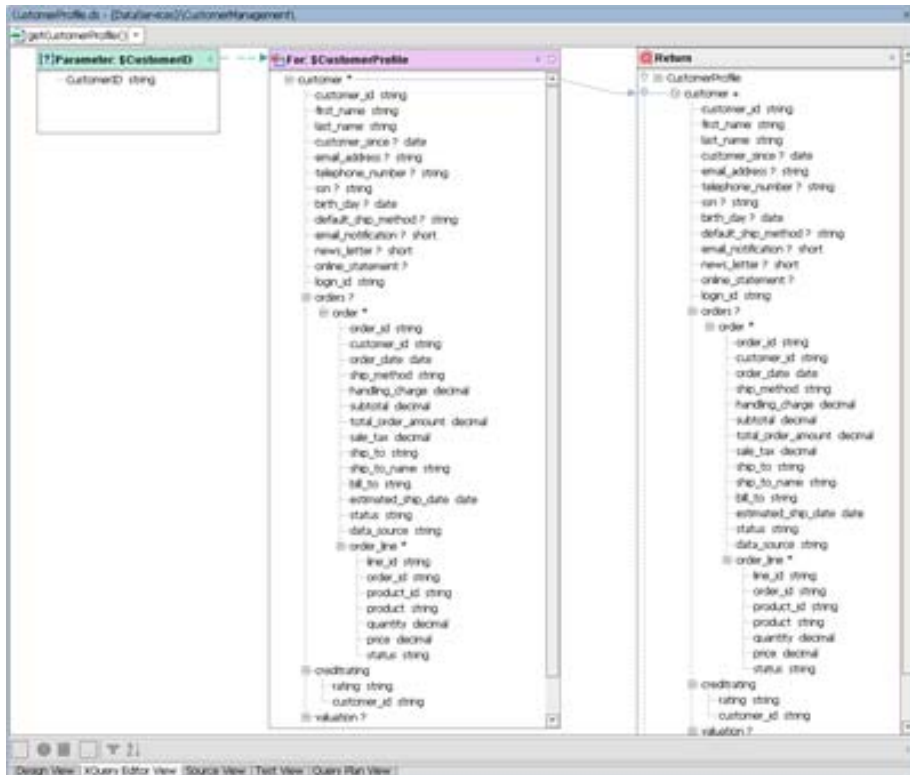 CustomerProfile.ds - {DataServices}\CustomerManagement\
getCustomerProfile()
[?]Parameter: $CustomerID
CustomerID string
For: $CustomerProfile
customer *
customer_id string
first_name string
last_name string
customer_since ? date
email_address ? string
telephone_number ? string
ssn ? string
birth_day ? date
default_ship_method ? string
email_notification ? short
news_letter ? short
online_statement ?
login_id string
orders ?
order *
order_id string
customer_id string
order_date date
ship_method string
handling_charge decimal
subtotal decimal
total_order_amount decimal
sale_tax decimal
ship_to string
ship_to_name string
bill_to string
estimated_ship_date date
status string
data_source string
order_line *
line_id string
order_id string
product_id string
product string
quantity decimal
price decimal
status string
creditrating
rating string
customer_id string
valuation ?
Return
CustomerProfile
customer +
customer_id string
first_name string
last_name string
customer_since ? date
email_address ? string
telephone_number ? string
ssn ? string
birth_day ? date
default_ship_method ? string
email_notification ? short
news_letter ? short
online_statement ?
login_id string
orders ?
order *
order_id string
customer_id string
order_date date
ship_method string
handling_charge decimal
subtotal decimal
total_order_amount decimal
sale_tax decimal
ship_to string
ship_to_name string
bill_to string
estimated_ship_date date
status string
data_source string
order_line *
line_id string
order_id string
product_id string
product string
quantity decimal
price decimal
status string
creditrating
rating string
customer_id string
valuation ?
Design View XQuery Editor View Source View Test View Query Plan View